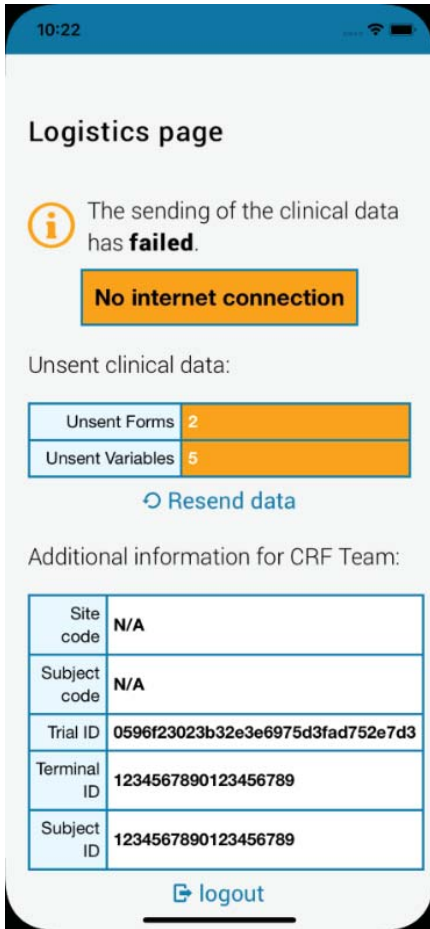 10:22
Logistics page
The sending of the clinical data
has failed.
No internet connection
Unsent clinical data:
Unsent Forms 2
Unsent Variables 5
Resend data
Additional information for CRF Team:
Site
code N/A
Subject
code N/A
Trial ID 0596f23023b32e3e6975d3fad752e7d3
Terminal
ID 1234567890123456789
Subject
ID 1234567890123456789
logout